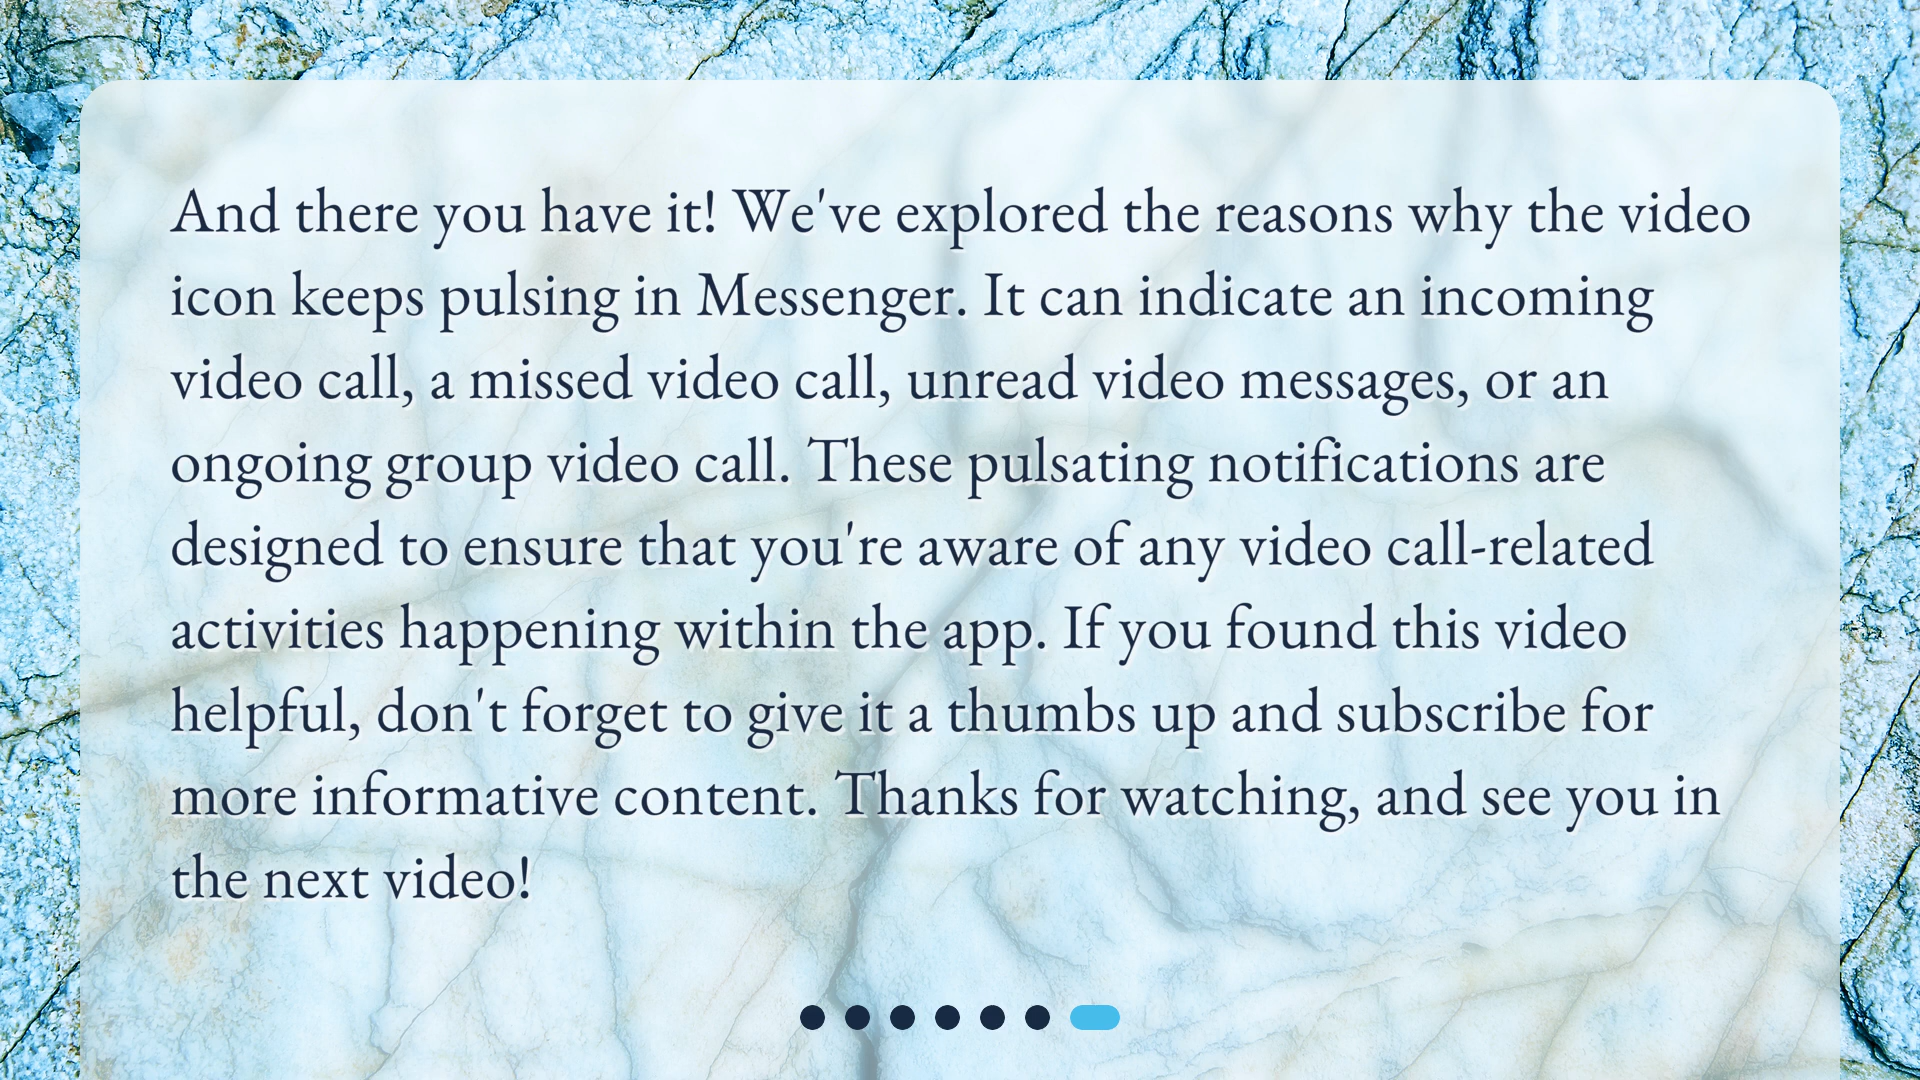 And there you have it! We've explored the reasons why the video
icon keeps pulsing in Messenger. It can indicate an incoming
video call, a missed video call, unread video messages, or an
ongoing group video call. These pulsating notifications are
designed to ensure that you're aware of any video call-related
activities happening within the app. If you found this video
helpful, don't forget to give it a thumbs up and subscribe for
more informative content. Thanks for watching, and see you in
the next video!